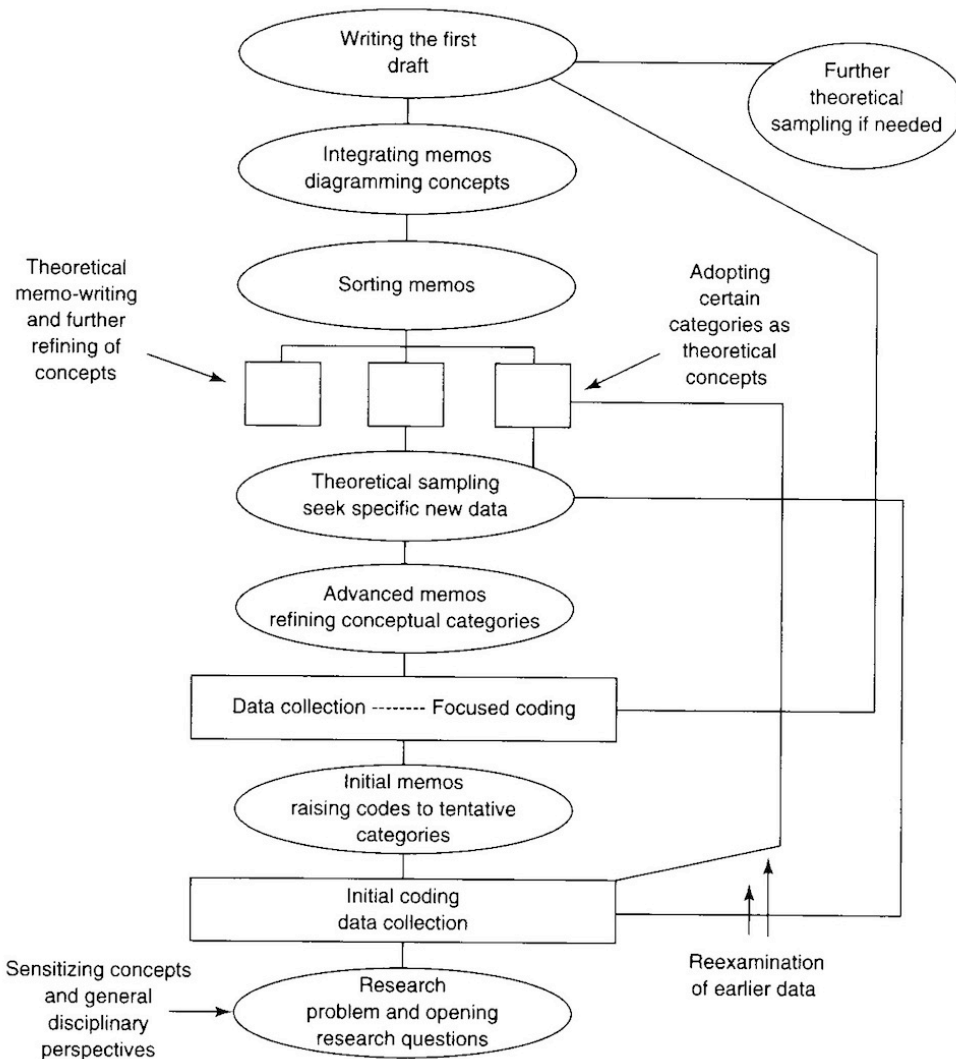 Writing the first
draft
Further
theoretical
sampling if needed
Integrating memos
diagramming concepts
Theoretical
memo-writing
and further
refining of
concepts
Sorting memos
Adopting
certain
categories as
theoretical
concepts
Theoretical sampling
seek specific new data
Advanced memos
refining conceptual categories
Data collection -------- Focused coding
Initial memos
raising codes to tentative
categories
Initial coding
data collection
Sensitizing concepts
and general
disciplinary
perspectives
Research
problem and opening
research questions
Reexamination
of earlier data